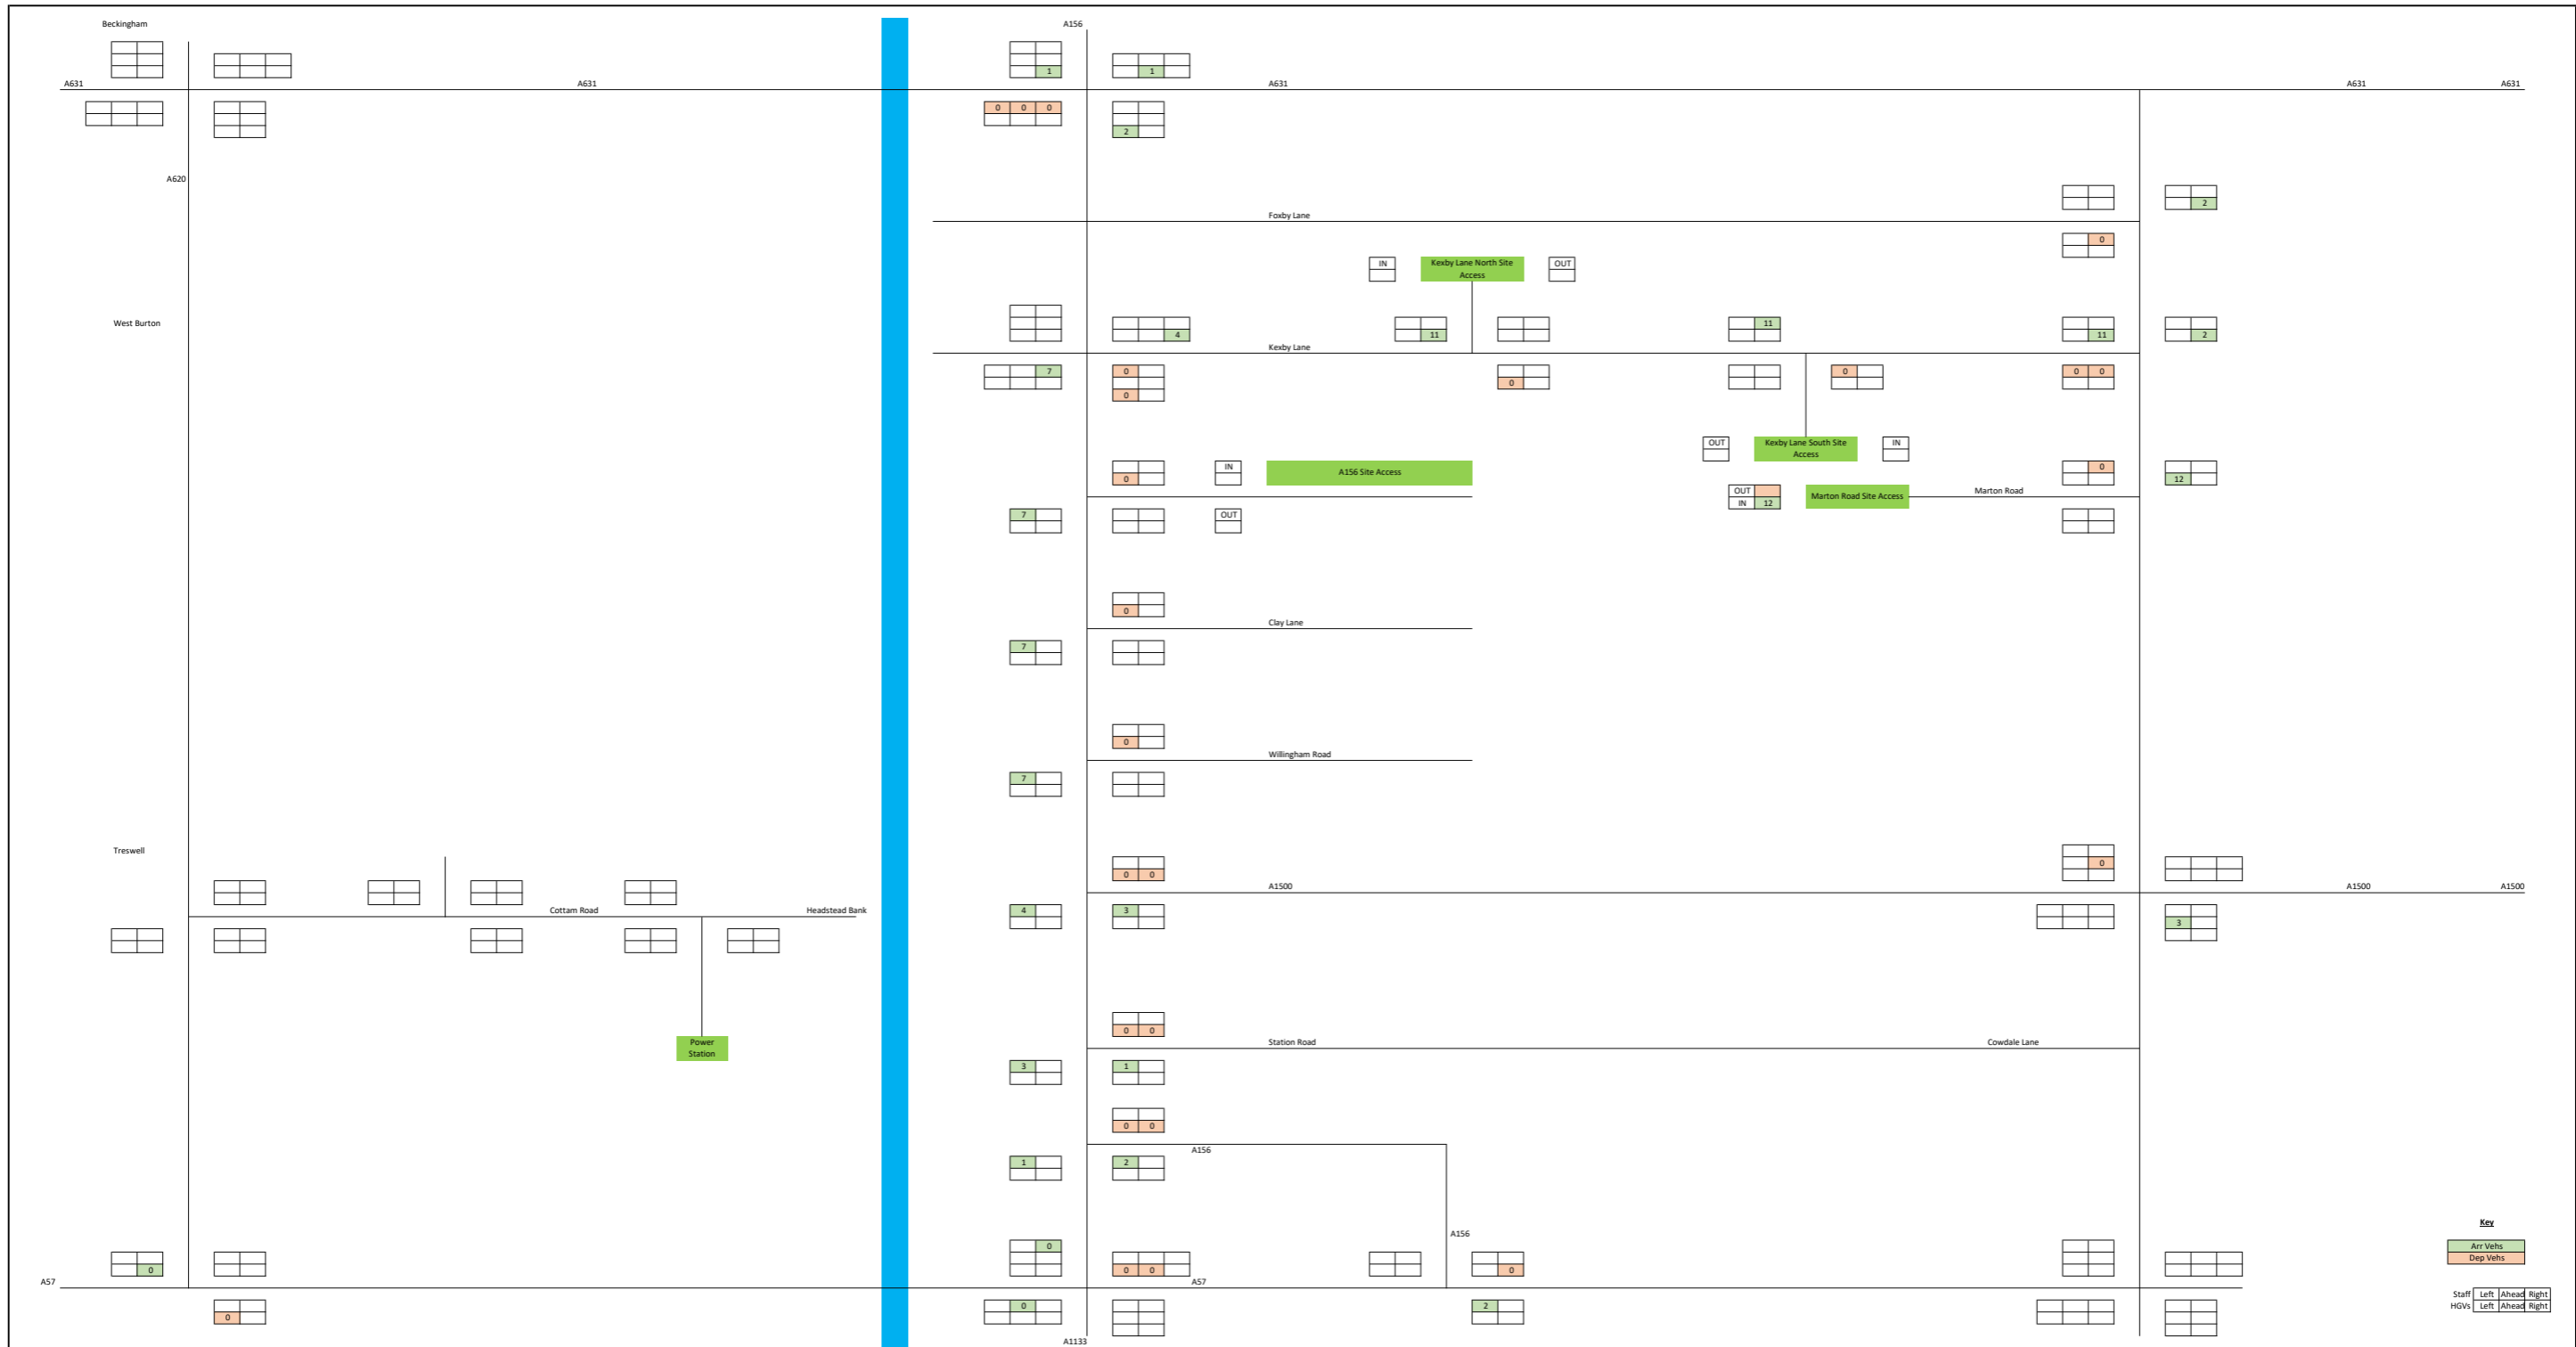 Beckingham A156
1 1
A631 A631 A631 A631 A631
0 0 0
2
A620
2
Foxby Lane
0
IN Kexby Lane North Site Access OUT
West Burton
4 11 11 11 2
Kexby Lane
7 0 0 0 0
0
0
OUT Kexby Lane South Site Access IN
IN A156 Site Access 0
0 12
OUT Marton Road Site Access Marton Road
IN 12
7 OUT
0
Clay Lane
7
0
Willingham Road
7
Treswell
0 0 0
A1500 A1500 A1500
Cottam Road Headstead Bank
4 3
3
0 0
Power Station
Station Road Cowdale Lane
3 1
0 0
A156
1 2
Key
A156
0
Arr Vehs
0 0 0 0
Dep Vehs
A57 A57
Staff Left Ahead Right
HGVs Left Ahead Right
0 0 2
A1133